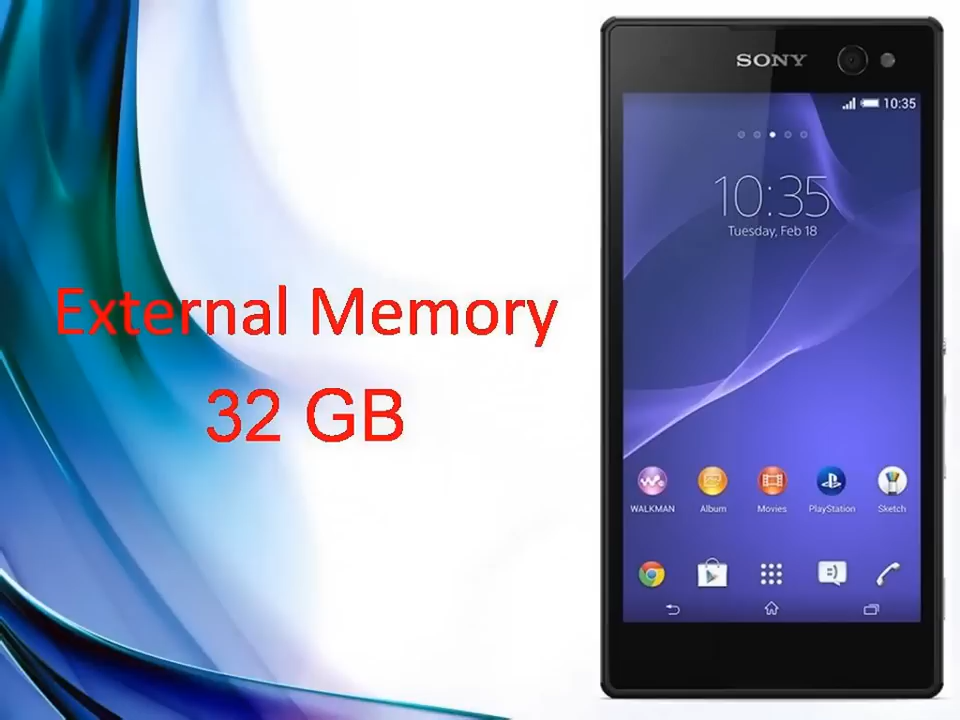 External Memory
32 GB
SONY
10:35
10:35
Tuesday, Feb 18
WALKMAN Album Movies PlayStation Sketch
:)